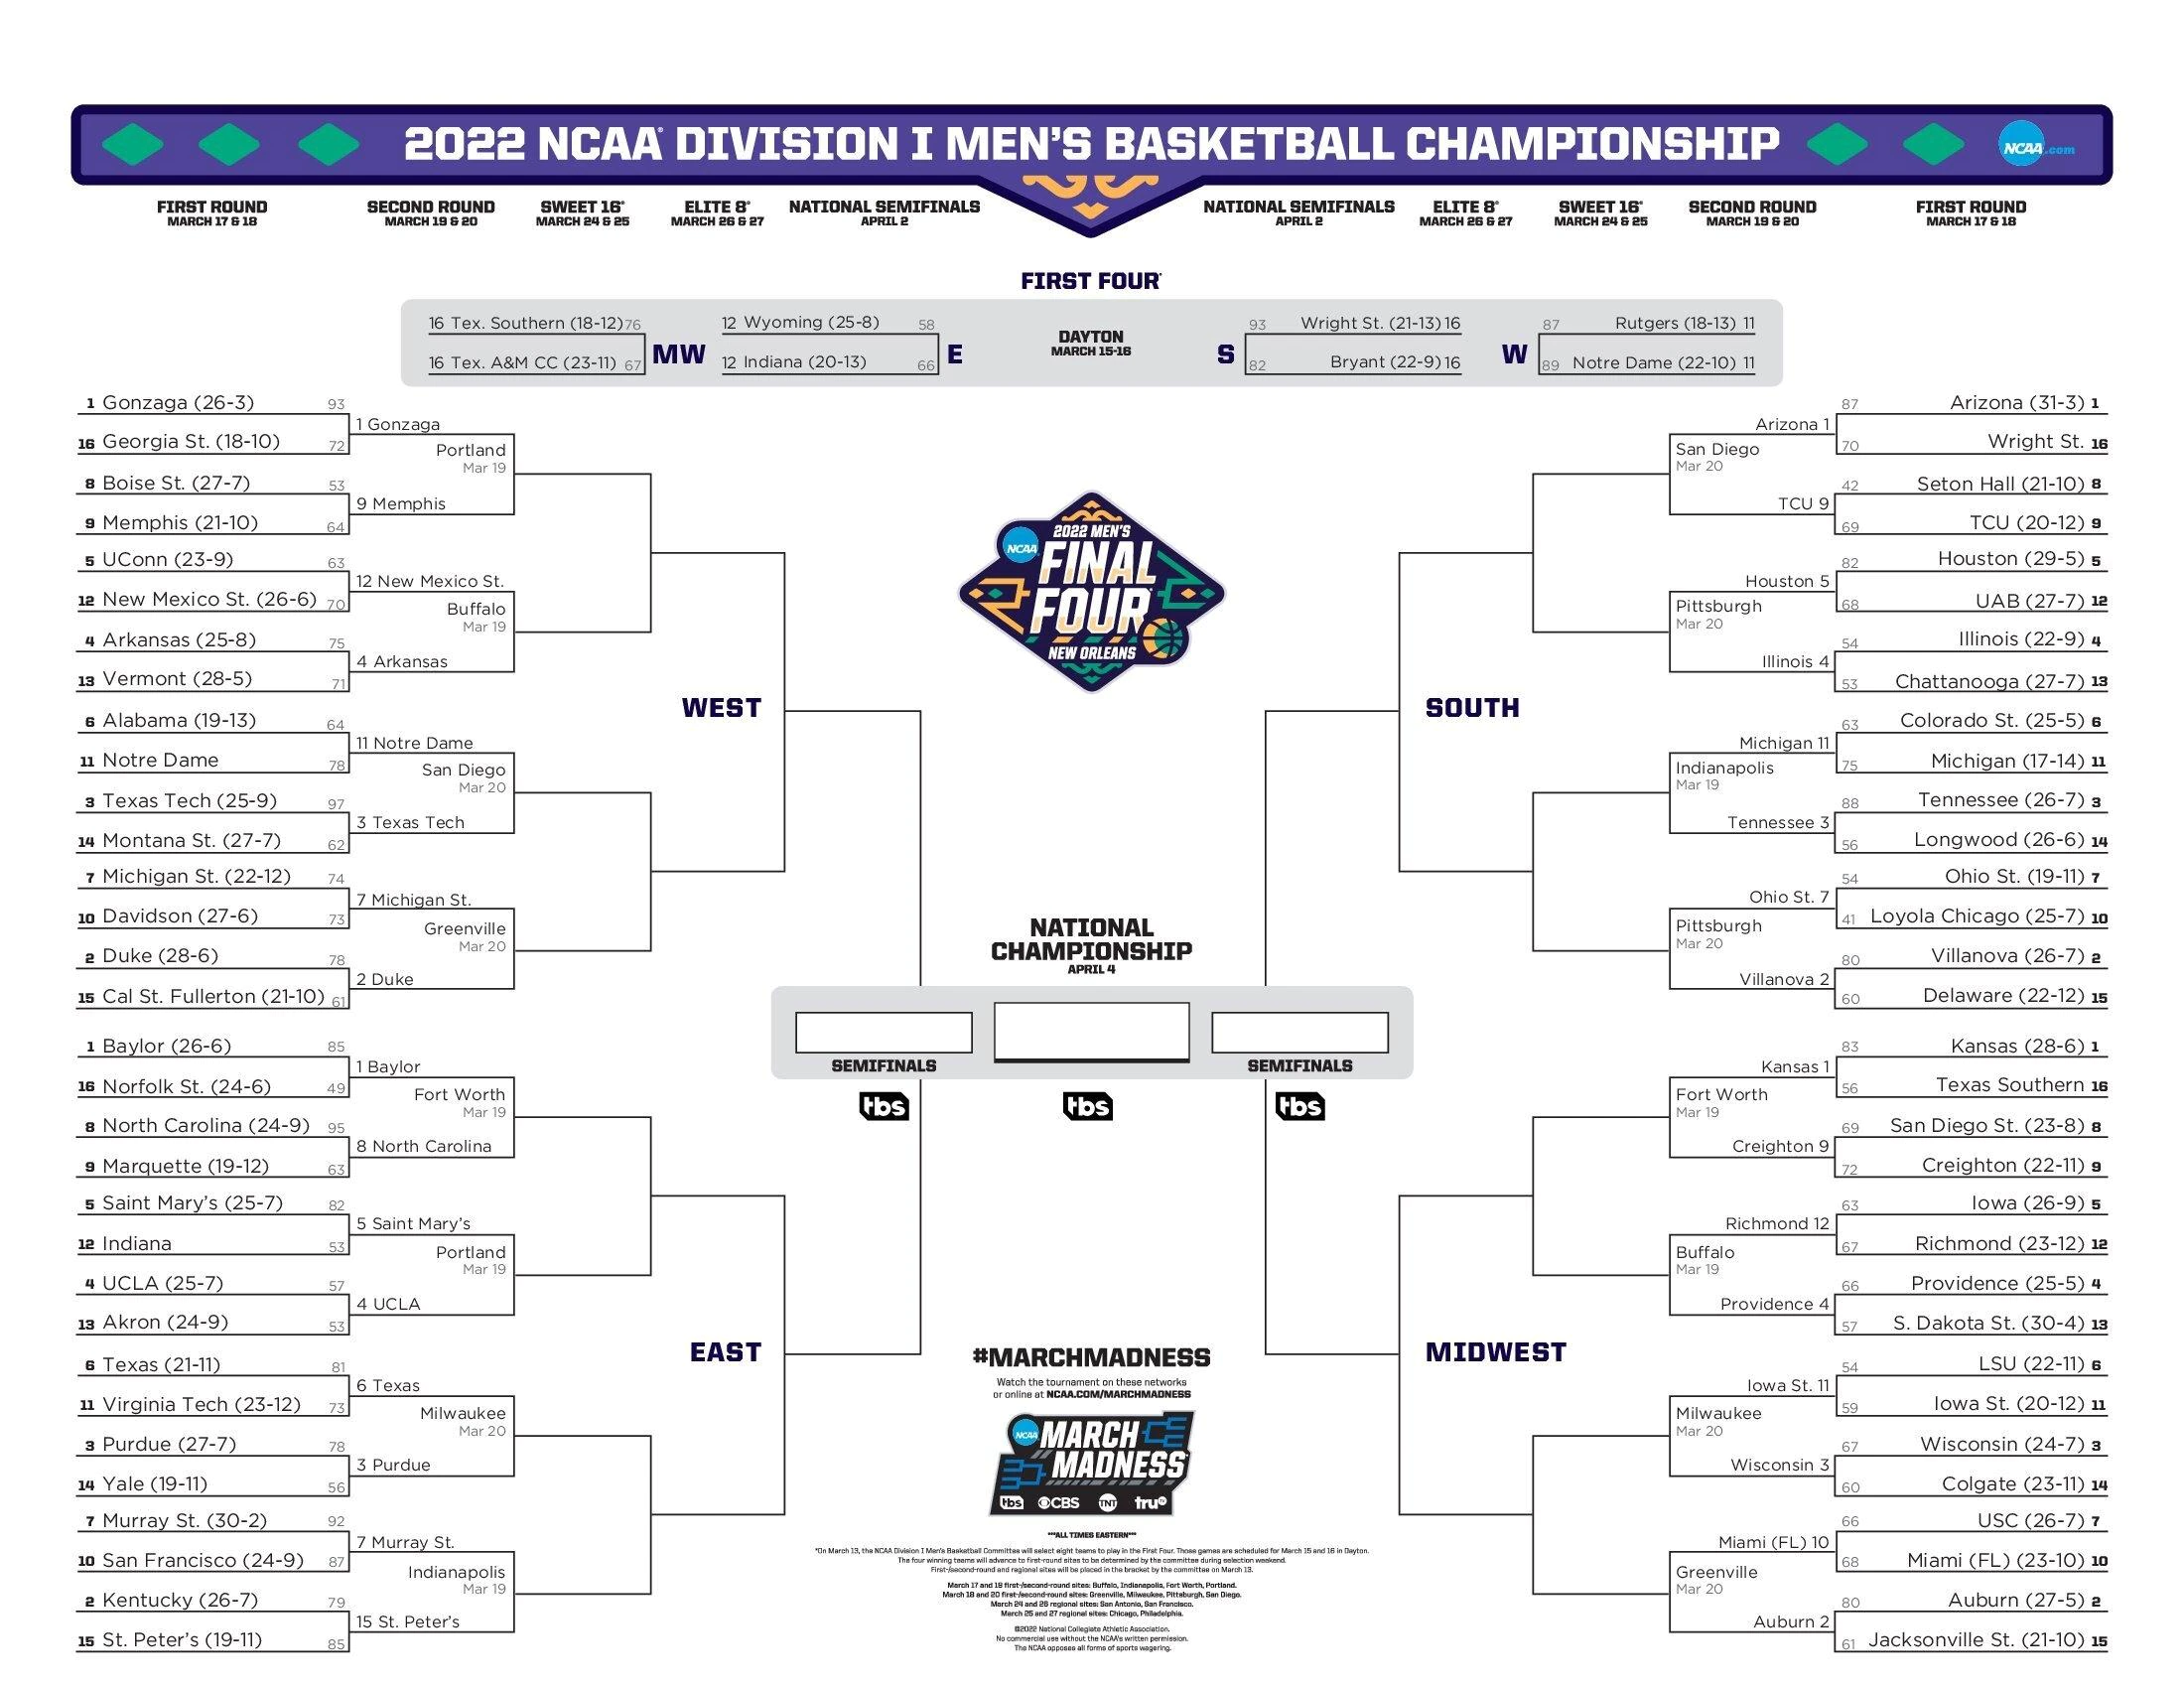 2022 NCAA® DIVISION I MEN'S BASKETBALL CHAMPIONSHIP
NCAA.com
FIRST ROUND
MARCH 17 & 18
SECOND ROUND
MARCH 19 & 20
SWEET 16®
MARCH 24 & 25
ELITE 8®
MARCH 26 & 27
NATIONAL SEMIFINALS
APRIL 2
NATIONAL SEMIFINALS
APRIL 2
ELITE 8®
MARCH 26 & 27
SWEET 16®
MARCH 24 & 25
SECOND ROUND
MARCH 19 & 20
FIRST ROUND
MARCH 17 & 18
FIRST FOUR®
16 Tex. Southern (18-12) 76
16 Tex. A&M CC (23-11) 67
MW
12 Wyoming (25-8) 58
12 Indiana (20-13) 66
E
DAYTON
MARCH 15-16
S
93 Wright St. (21-13) 16
82 Bryant (22-9) 16
W
87 Rutgers (18-13) 11
89 Notre Dame (22-10) 11
1 Gonzaga (26-3) 93
16 Georgia St. (18-10) 72
8 Boise St. (27-7) 53
9 Memphis (21-10) 64
5 UConn (23-9) 63
12 New Mexico St. (26-6) 70
4 Arkansas (25-8) 75
13 Vermont (28-5) 71
6 Alabama (19-13) 64
11 Notre Dame 78
3 Texas Tech (25-9) 97
14 Montana St. (27-7) 62
7 Michigan St. (22-12) 74
10 Davidson (27-6) 73
2 Duke (28-6) 78
15 Cal St. Fullerton (21-10) 61
1 Gonzaga
Portland
Mar 19
9 Memphis
12 New Mexico St.
Buffalo
Mar 19
4 Arkansas
11 Notre Dame
San Diego
Mar 20
3 Texas Tech
7 Michigan St.
Greenville
Mar 20
2 Duke
WEST
1 Baylor (26-6) 85
16 Norfolk St. (24-6) 49
8 North Carolina (24-9) 95
9 Marquette (19-12) 63
5 Saint Mary's (25-7) 82
12 Indiana 53
4 UCLA (25-7) 57
13 Akron (24-9) 53
6 Texas (21-11) 81
11 Virginia Tech (23-12) 73
3 Purdue (27-7) 78
14 Yale (19-11) 56
7 Murray St. (30-2) 92
10 San Francisco (24-9) 87
2 Kentucky (26-7) 79
15 St. Peter's (19-11) 85
1 Baylor
Fort Worth
Mar 19
8 North Carolina
5 Saint Mary's
Portland
Mar 19
4 UCLA
6 Texas
Milwaukee
Mar 20
3 Purdue
7 Murray St.
Indianapolis
Mar 19
15 St. Peter's
EAST
2022 MEN'S
NCAA
FINAL
FOUR
NEW ORLEANS
NATIONAL
CHAMPIONSHIP
APRIL 4
SEMIFINALS
SEMIFINALS
tbs
tbs
tbs
#MARCHMADNESS
Watch the tournament on these networks
or online at NCAA.COM/MARCHMADNESS
NCAA
MARCH
MADNESS
tbs CBS TNT tru
***ALL TIMES EASTERN***
*On March 13, the NCAA Division I Men's Basketball Committee will select eight teams to play in the First Four. Those games are scheduled for March 15 and 16 in Dayton.
The four winning teams will advance to first-round sites to be determined by the committee during selection weekend.
First-/second-round and regional sites will be placed in the bracket by the committee on March 13.
March 17 and 19 first-/second-round sites: Buffalo, Indianapolis, Fort Worth, Portland.
March 18 and 20 first-/second-round sites: Greenville, Milwaukee, Pittsburgh, San Diego.
March 24 and 26 regional sites: San Antonio, San Francisco.
March 25 and 27 regional sites: Chicago, Philadelphia.
©2022 National Collegiate Athletic Association.
No commercial use without the NCAA's written permission.
The NCAA opposes all forms of sports wagering.
SOUTH
Arizona 1
San Diego
Mar 20
TCU 9
Houston 5
Pittsburgh
Mar 20
Illinois 4
Michigan 11
Indianapolis
Mar 19
Tennessee 3
Ohio St. 7
Pittsburgh
Mar 20
Villanova 2
87 Arizona (31-3) 1
70 Wright St. 16
42 Seton Hall (21-10) 8
69 TCU (20-12) 9
82 Houston (29-5) 5
68 UAB (27-7) 12
54 Illinois (22-9) 4
53 Chattanooga (27-7) 13
63 Colorado St. (25-5) 6
75 Michigan (17-14) 11
88 Tennessee (26-7) 3
56 Longwood (26-6) 14
54 Ohio St. (19-11) 7
41 Loyola Chicago (25-7) 10
80 Villanova (26-7) 2
60 Delaware (22-12) 15
MIDWEST
Kansas 1
Fort Worth
Mar 19
Creighton 9
Richmond 12
Buffalo
Mar 19
Providence 4
Iowa St. 11
Milwaukee
Mar 20
Wisconsin 3
Miami (FL) 10
Greenville
Mar 20
Auburn 2
83 Kansas (28-6) 1
56 Texas Southern 16
69 San Diego St. (23-8) 8
72 Creighton (22-11) 9
63 Iowa (26-9) 5
67 Richmond (23-12) 12
66 Providence (25-5) 4
57 S. Dakota St. (30-4) 13
54 LSU (22-11) 6
59 Iowa St. (20-12) 11
67 Wisconsin (24-7) 3
60 Colgate (23-11) 14
66 USC (26-7) 7
68 Miami (FL) (23-10) 10
80 Auburn (27-5) 2
61 Jacksonville St. (21-10) 15